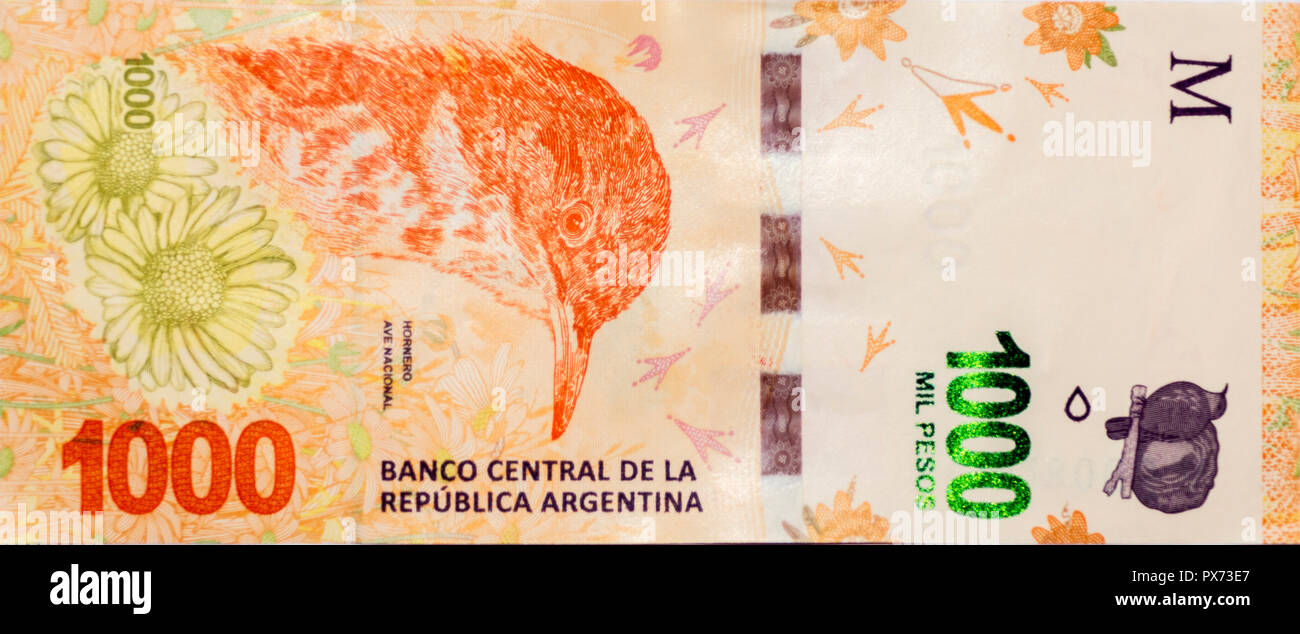 1000
HORNERO
AVE NACIONAL
1000
BANCO CENTRAL DE LA
REPÚBLICA ARGENTINA
M
1000
MIL PESOS
alamy
alamy
Image ID: PX73E7
www.alamy.com